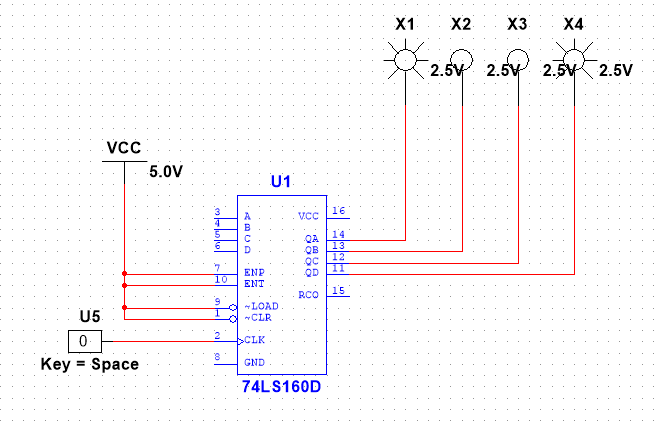 X1 X2 X3 X4
2.5V 2.5V 2.5V 2.5V
VCC
5.0V
U1
3 A VCC 16
4 B
5 C QA 14
6 D QB 13
QC 12
7 ENP QD 11
10 ENT
RCO 15
9 ~LOAD
1 ~CLR
U5
0 2 CLK
Key = Space 8 GND
74LS160D